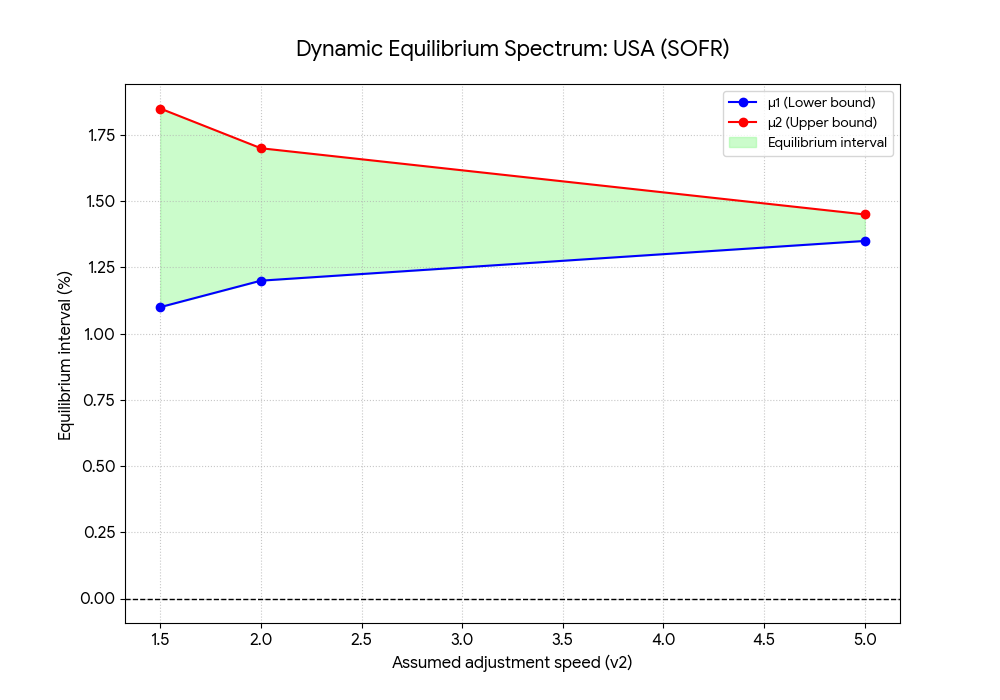 Dynamic Equilibrium Spectrum: USA (SOFR)
μ1 (Lower bound)
μ2 (Upper bound)
Equilibrium interval
Equilibrium interval (%)
1.75
1.50
1.25
1.00
0.75
0.50
0.25
0.00
1.5 2.0 2.5 3.0 3.5 4.0 4.5 5.0
Assumed adjustment speed (v2)